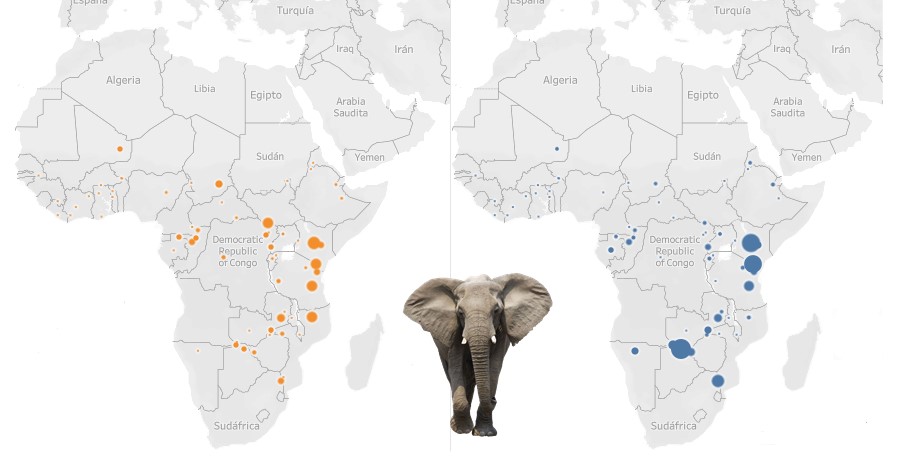 España
Turquía
Iraq
Irán
Algeria
Libia
Egipto
Arabia
Saudita
Sudán
Yemen
Democratic
Republic
of Congo
Sudáfrica
España
Turquía
Iraq
Irán
Algeria
Libia
Egipto
Arabia
Saudita
Sudán
Yemen
Democratic
Republic
of Congo
Sudáfrica